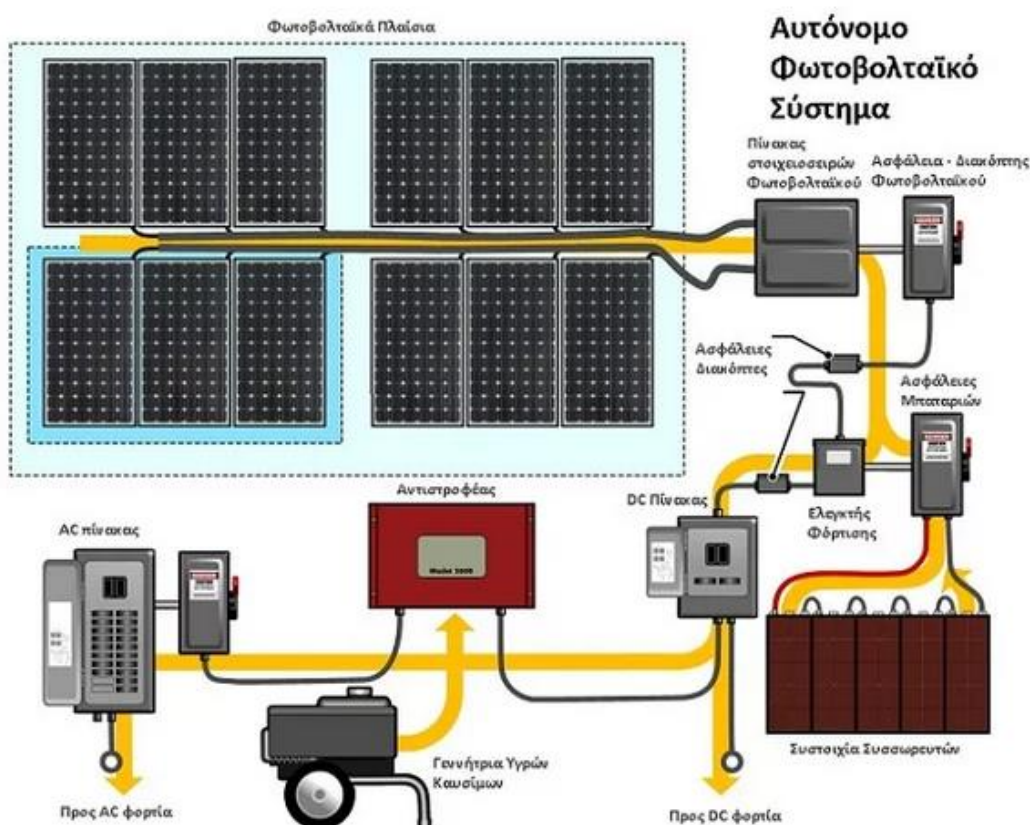 Φωτοβολταϊκά Πλαίσια
Αυτόνομο
Φωτοβολταϊκό
Σύστημα
Πίνακας
στοιχειοσειρών
Φωτοβολταϊκού
Ασφάλεια - Διακόπτης
Φωτοβολταϊκού
Ασφάλειες
Διακόπτες
Ασφάλειες
Μπαταριών
Αντιστροφέας
DC Πίνακας
Ελεγκτής
Φόρτισης
AC πίνακας
Συστοιχία Συσσωρευτών
Γεννήτρια Υγρών
Καυσίμων
Προς AC φορτία
Προς DC φορτία